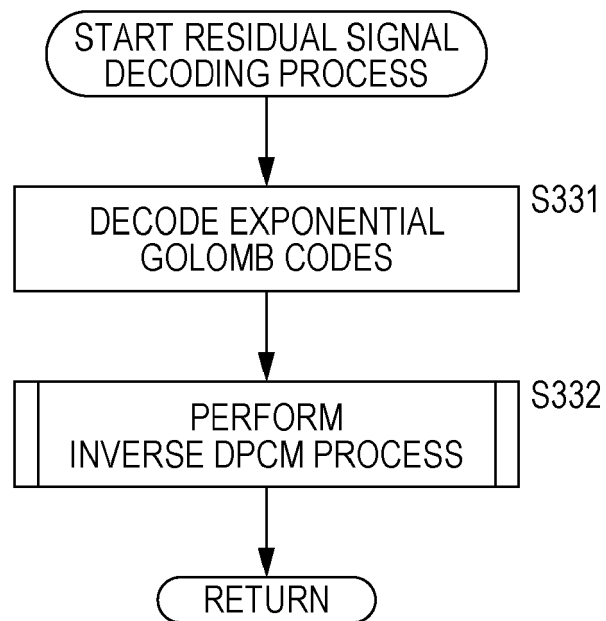 START RESIDUAL SIGNAL
DECODING PROCESS
S331
DECODE EXPONENTIAL
GOLOMB CODES
S332
PERFORM
INVERSE DPCM PROCESS
RETURN